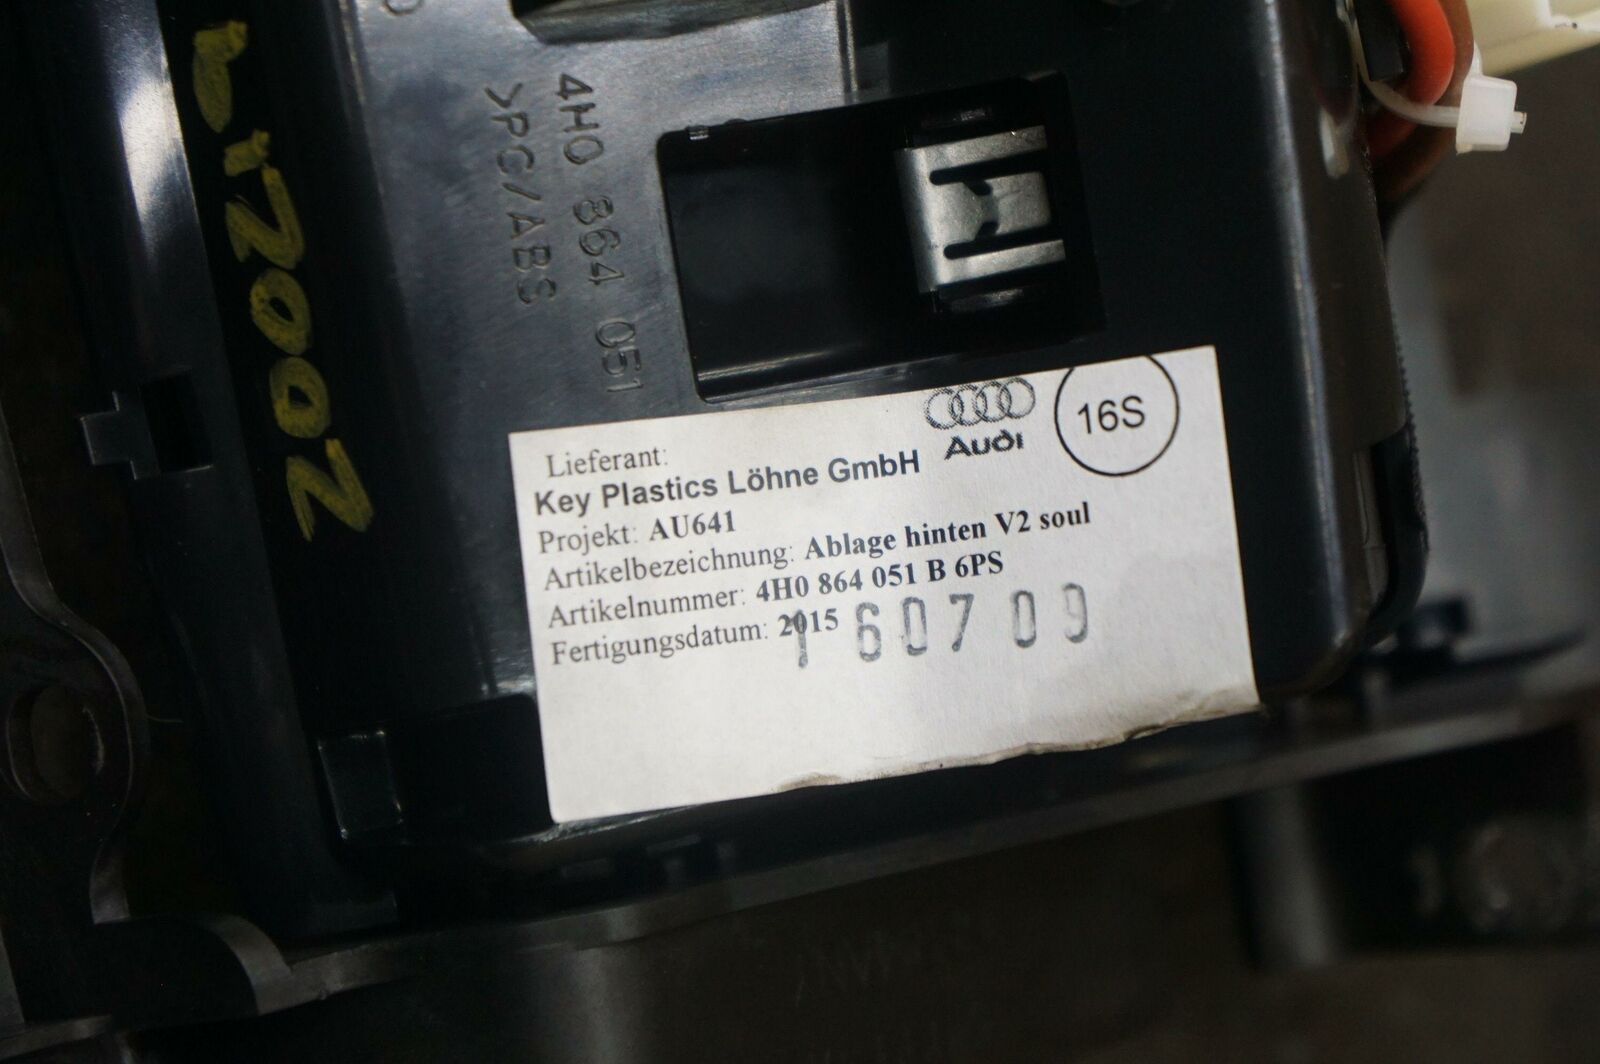 4H0 864 051
>PC/ABS
Lieferant:
Key Plastics Löhne GmbH
Audi
16S
Projekt: AU641
Artikelbezeichnung: Ablage hinten V2 soul
Artikelnummer: 4H0 864 051 B 6PS
Fertigungsdatum: 2015
160709